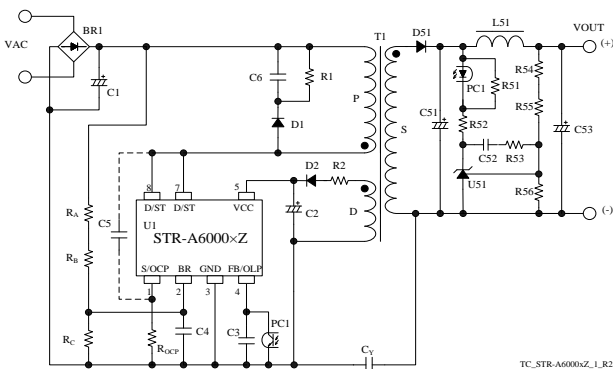 T1
D51
L51
VOUT
(+)
BR1
VAC
C1
C6
R1
P
D1
S
PC1
R51
R54
R55
C51
R52
C53
C52
R53
U51
R56
(-)
D2
R2
8
7
5
D/ST
D/ST
VCC
C2
D
RA
C5
U1
STR-A6000×Z
RB
S/OCP
BR
GND
FB/OLP
1
2
3
4
RC
ROCP
C4
C3
PC1
CY
TC_STR-A6000xZ_1_R2